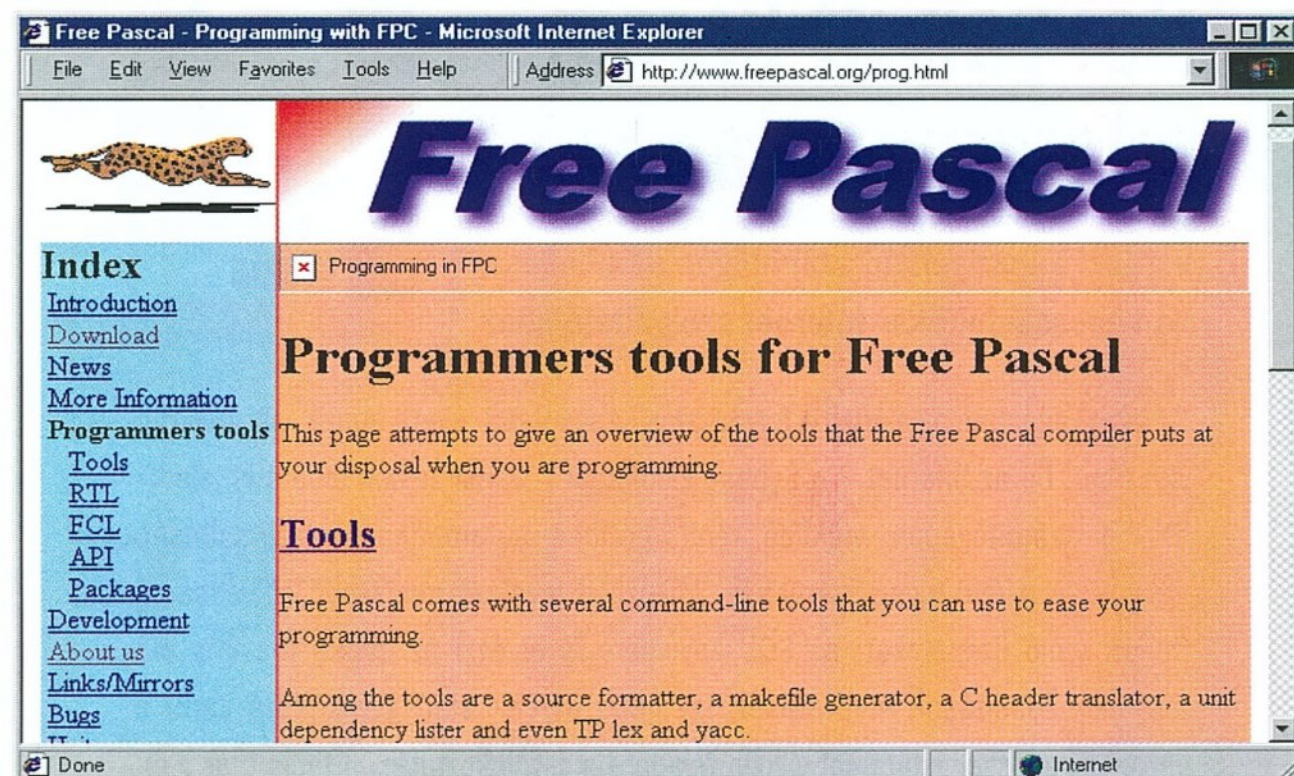 Free Pascal - Programming with FPC - Microsoft Internet Explorer
File Edit View Favorites Tools Help Address http://www.freepascal.org/prog.html
Free Pascal
Index
Introduction
Download
News
More Information
Programmers tools
Tools
RTL
FCL
API
Packages
Development
About us
Links/Mirrors
Bugs
Programming in FPC
Programmers tools for Free Pascal
This page attempts to give an overview of the tools that the Free Pascal compiler puts at
your disposal when you are programming.
Tools
Free Pascal comes with several command-line tools that you can use to ease your
programming.
Among the tools are a source formatter, a makefile generator, a C header translator, a unit
dependency lister and even TP lex and yacc.
Done
Internet